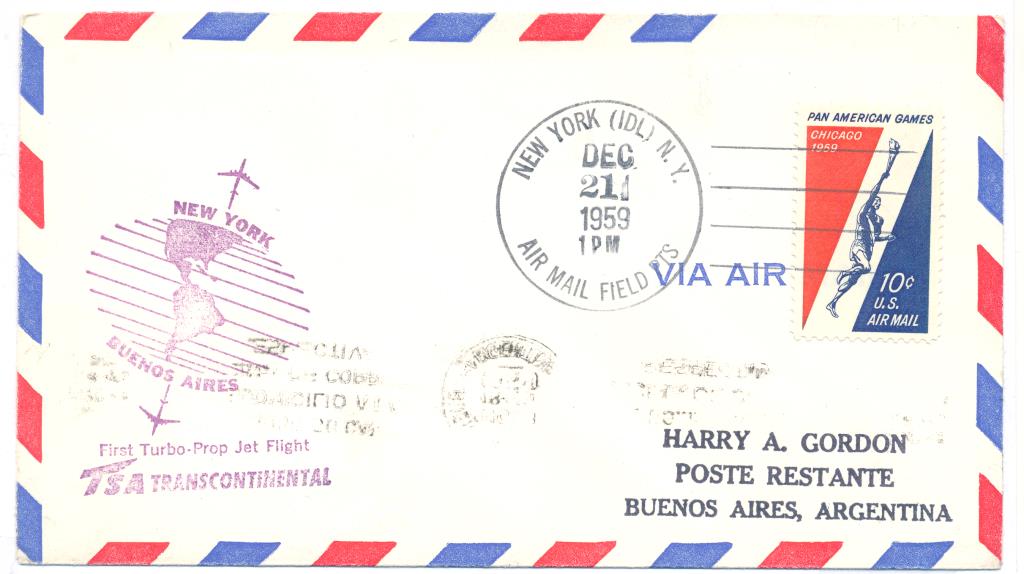 PAN AMERICAN GAMES
CHICAGO
1959
10¢
U.S.
AIR MAIL
NEW YORK (IDL) N.Y.
DEC
21
1959
1 PM
AIR MAIL FIELD PTS
VIA AIR
NEW YORK
BUENOS AIRES
First Turbo-Prop Jet Flight
TSA TRANSCONTINENTAL
HARRY A. GORDON
POSTE RESTANTE
BUENOS AIRES, ARGENTINA